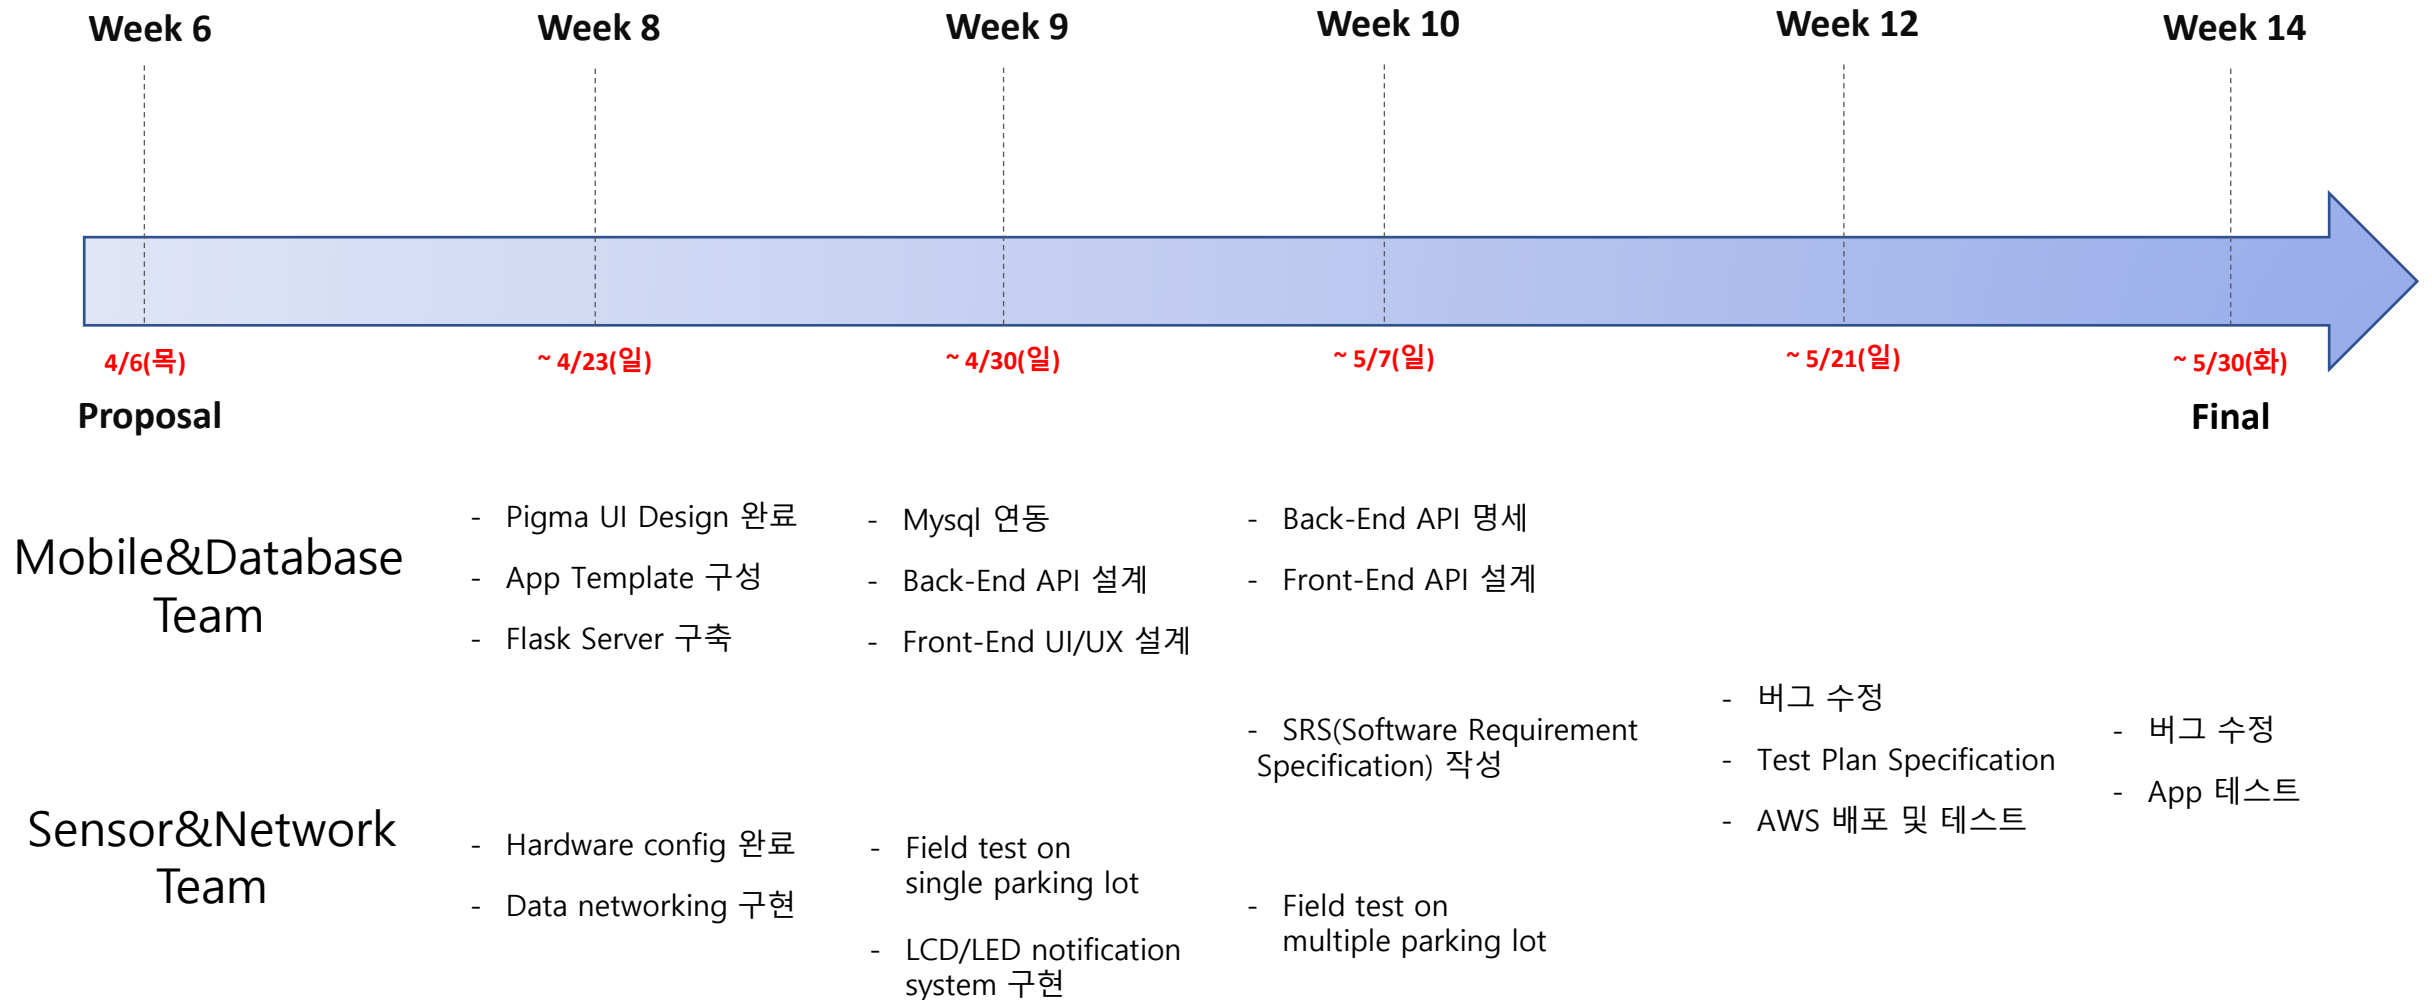 Week 6
Week 8
Week 9
Week 10
Week 12
Week 14
4/6(목)
~ 4/23(일)
~ 4/30(일)
~ 5/7(일)
~ 5/21(일)
~ 5/30(화)
Proposal
Final
Mobile&Database
Team
- Pigma UI Design 완료
- App Template 구성
- Flask Server 구축
- Mysql 연동
- Back-End API 설계
- Front-End UI/UX 설계
- Back-End API 명세
- Front-End API 설계
- SRS(Software Requirement
Specification) 작성
- 버그 수정
- Test Plan Specification
- AWS 배포 및 테스트
- 버그 수정
- App 테스트
Sensor&Network
Team
- Hardware config 완료
- Data networking 구현
- Field test on
single parking lot
- LCD/LED notification
system 구현
- Field test on
multiple parking lot